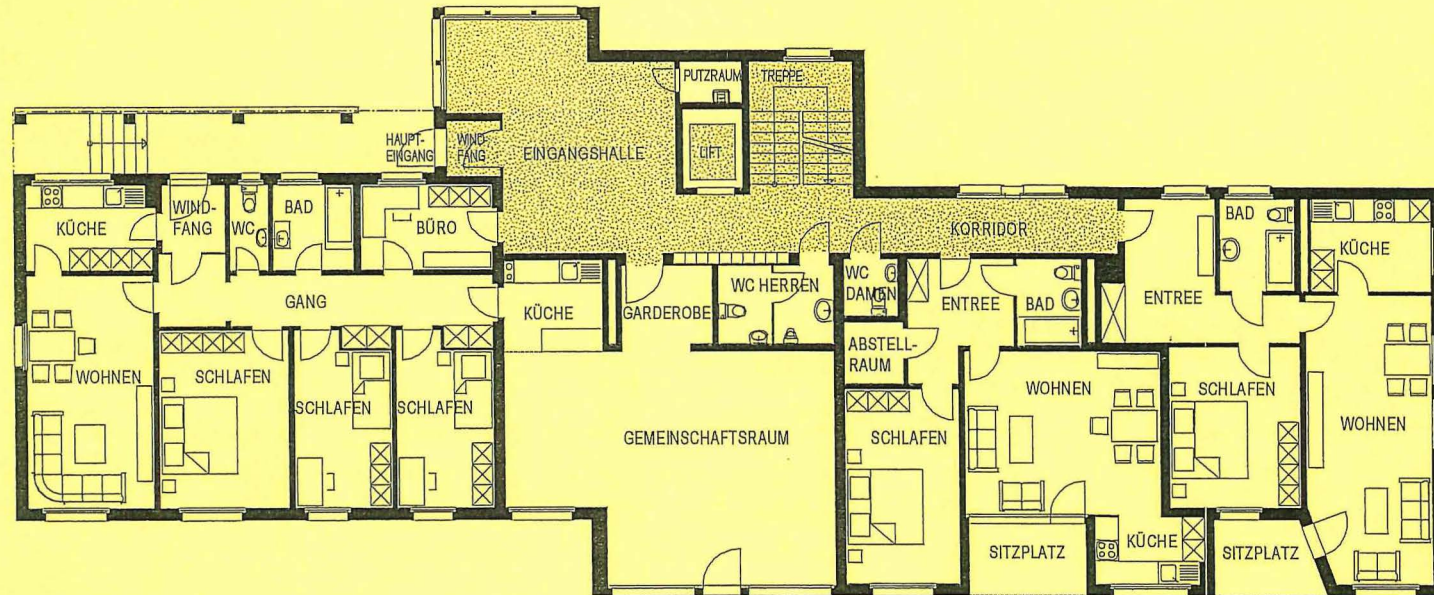 PUTZRAUM
TREPPE
HAUPT-
EINGANG
WIND
FANG
EINGANGSHALLE
LIFT
KÜCHE
WIND-
FANG
WC
BAD
BÜRO
KORRIDOR
BAD
KÜCHE
GANG
KÜCHE
GARDEROBE
WC HERREN
WC
DAMEN
ENTREE
BAD
ENTREE
ABSTELL-
RAUM
WOHNEN
SCHLAFEN
SCHLAFEN
SCHLAFEN
GEMEINSCHAFTSRAUM
SCHLAFEN
WOHNEN
SCHLAFEN
WOHNEN
SITZPLATZ
KÜCHE
SITZPLATZ